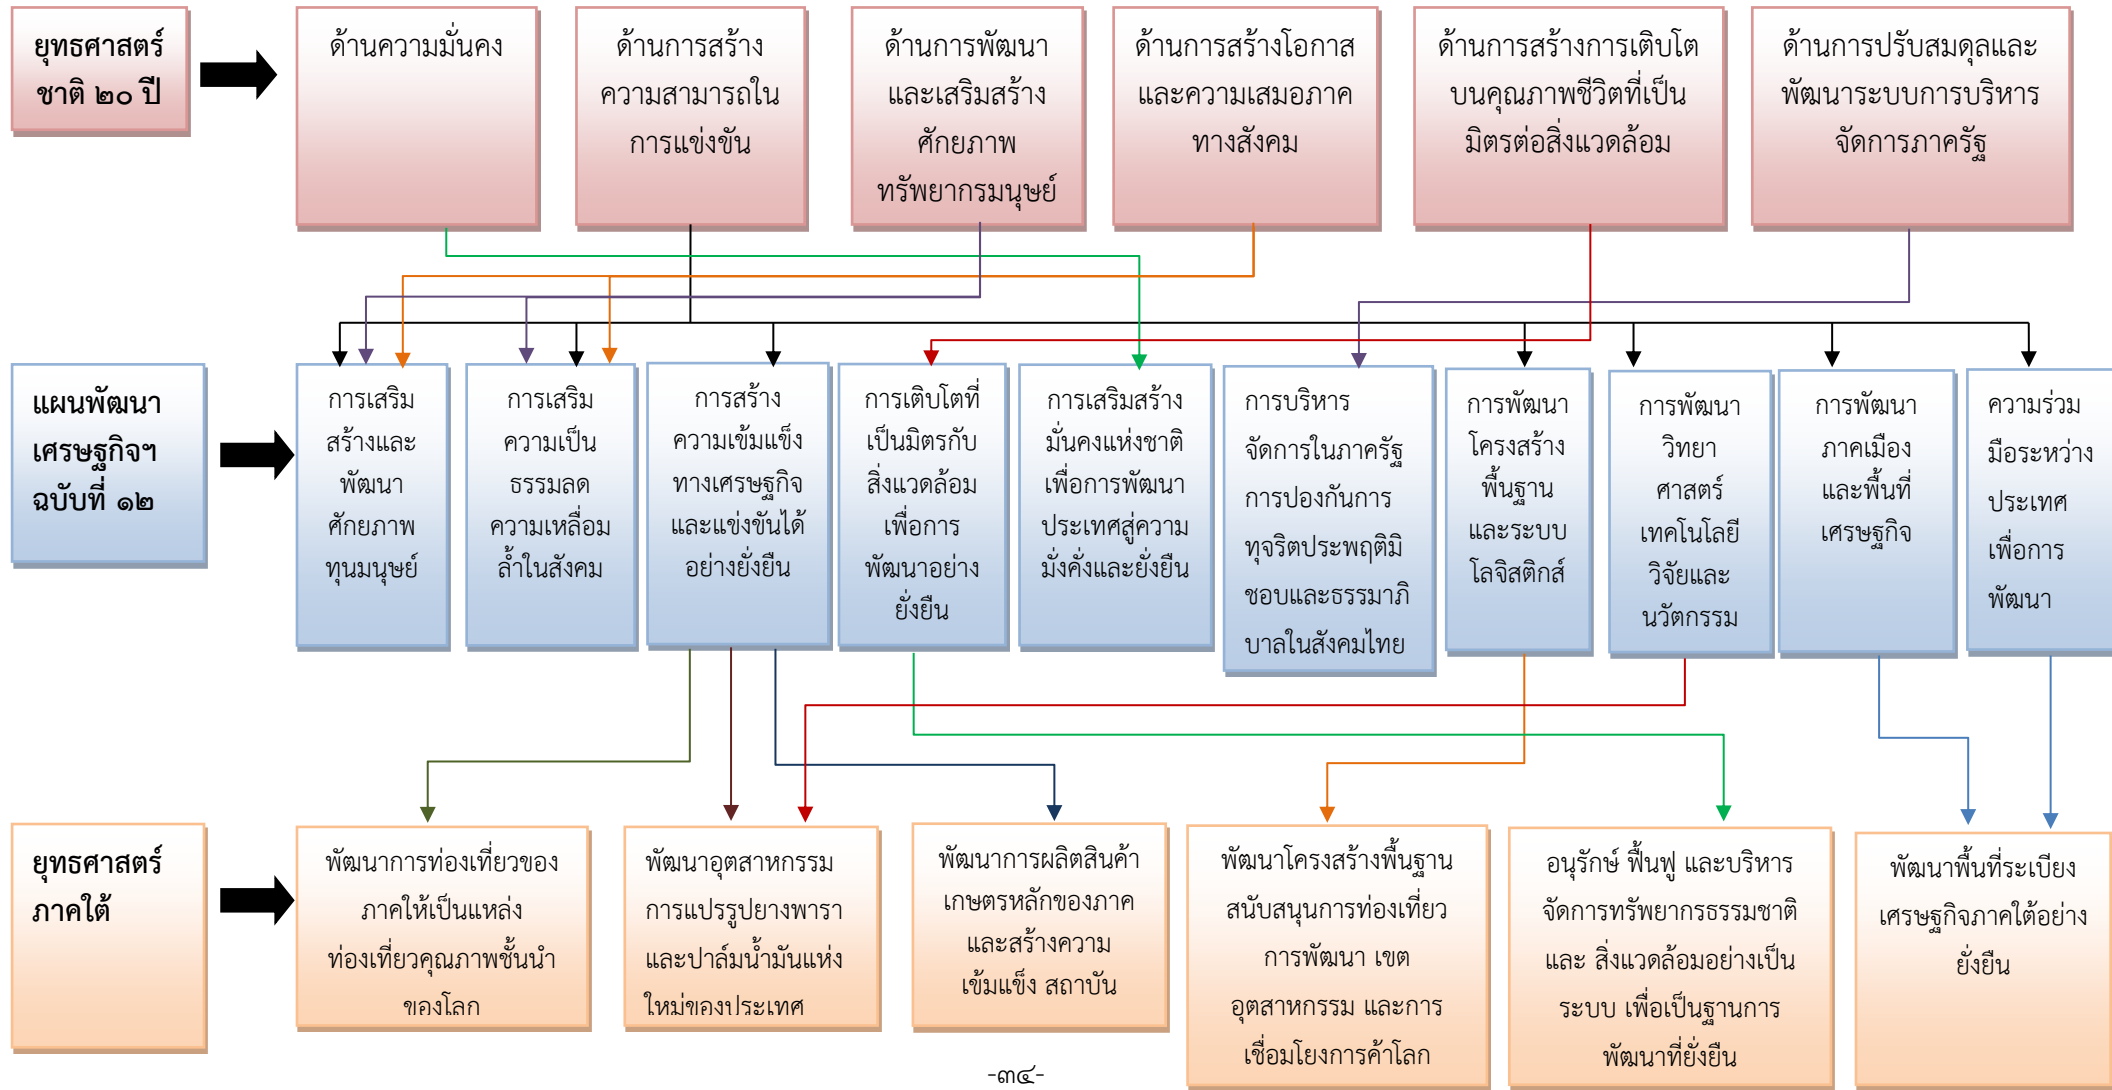 ยุทธศาสตร์
ชาติ ๒๐ ปี
ด้านความมั่นคง
ด้านการสร้าง
ความสามารถใน
การแข่งขัน
ด้านการพัฒนา
และเสริมสร้าง
ศักยภาพ
ทรัพยากรมนุษย์
ด้านการสร้างโอกาส
และความเสมอภาค
ทางสังคม
ด้านการสร้างการเติบโต
บนคุณภาพชีวิตที่เป็น
มิตรต่อสิ่งแวดล้อม
ด้านการปรับสมดุลและ
พัฒนาระบบการบริหาร
จัดการภาครัฐ
แผนพัฒนา
เศรษฐกิจฯ
ฉบับที่ ๑๒
การเสริม
สร้างและ
พัฒนา
ศักยภาพ
ทุนมนุษย์
การเสริม
ความเป็น
ธรรมลด
ความเหลื่อม
ล้ำในสังคม
การสร้าง
ความเข้มแข็ง
ทางเศรษฐกิจ
และแข่งขันได้
อย่างยั่งยืน
การเติบโตที่
เป็นมิตรกับ
สิ่งแวดล้อม
เพื่อการ
พัฒนาอย่าง
ยั่งยืน
การเสริมสร้าง
มั่นคงแห่งชาติ
เพื่อการพัฒนา
ประเทศสู่ความ
มั่งคั่งและยั่งยืน
การบริหาร
จัดการในภาครัฐ
การปองกันการ
ทุจริตประพฤติมิ
ชอบและธรรมาภิ
บาลในสังคมไทย
การพัฒนา
โครงสร้าง
พื้นฐาน
และระบบ
โลจิสติกส์
การพัฒนา
วิทยา
ศาสตร์
เทคโนโลยี
วิจัยและ
นวัตกรรม
การพัฒนา
ภาคเมือง
และพื้นที่
เศรษฐกิจ
ความร่วม
มือระหว่าง
ประเทศ
เพื่อการ
พัฒนา
ยุทธศาสตร์
ภาคใต้
พัฒนาการท่องเที่ยวของ
ภาคให้เป็นแหล่ง
ท่องเที่ยวคุณภาพชั้นนำ
ของโลก
พัฒนาอุตสาหกรรม
การแปรรูปยางพารา
และปาล์มน้ำมันแห่ง
ใหม่ของประเทศ
พัฒนาการผลิตสินค้า
เกษตรหลักของภาค
และสร้างความ
เข้มแข็ง สถาบัน
พัฒนาโครงสร้างพื้นฐาน
สนับสนุนการท่องเที่ยว
การพัฒนา เขต
อุตสาหกรรม และการ
เชื่อมโยงการค้าโลก
อนุรักษ์ ฟื้นฟู และบริหาร
จัดการทรัพยากรธรรมชาติ
และ สิ่งแวดล้อมอย่างเป็น
ระบบ เพื่อเป็นฐานการ
พัฒนาที่ยั่งยืน
พัฒนาพื้นที่ระเบียง
เศรษฐกิจภาคใต้อย่าง
ยั่งยืน
-๓๔-